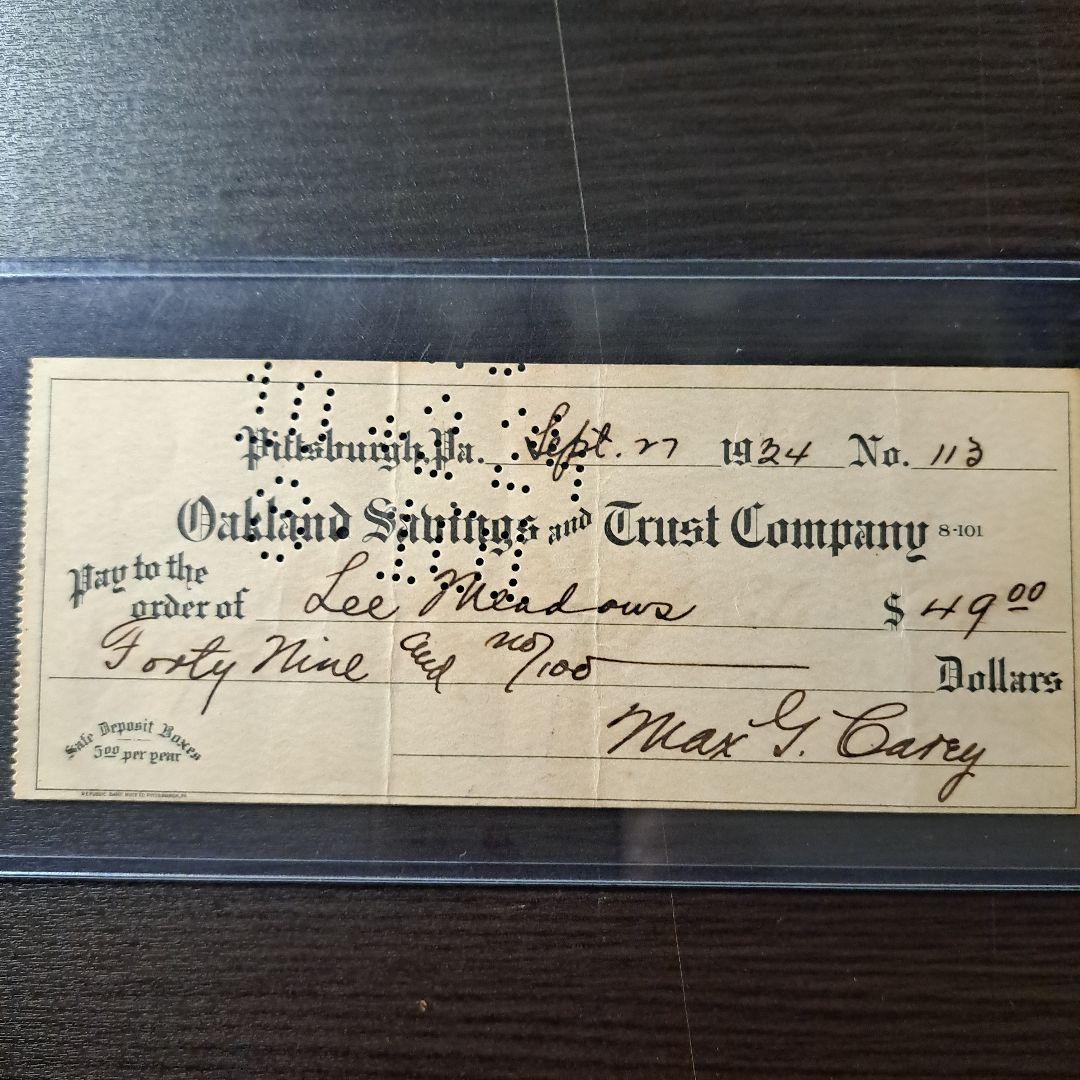 Pittsburgh, Pa. Sept. 27 1924 No. 113
Oakland Savings and Trust Company 8-101
Pay to the order of Lee Meadows $ 49 00
Forty Nine and no/100 Dollars
Safe Deposit Boxes
5 00 per year
Max G. Carey